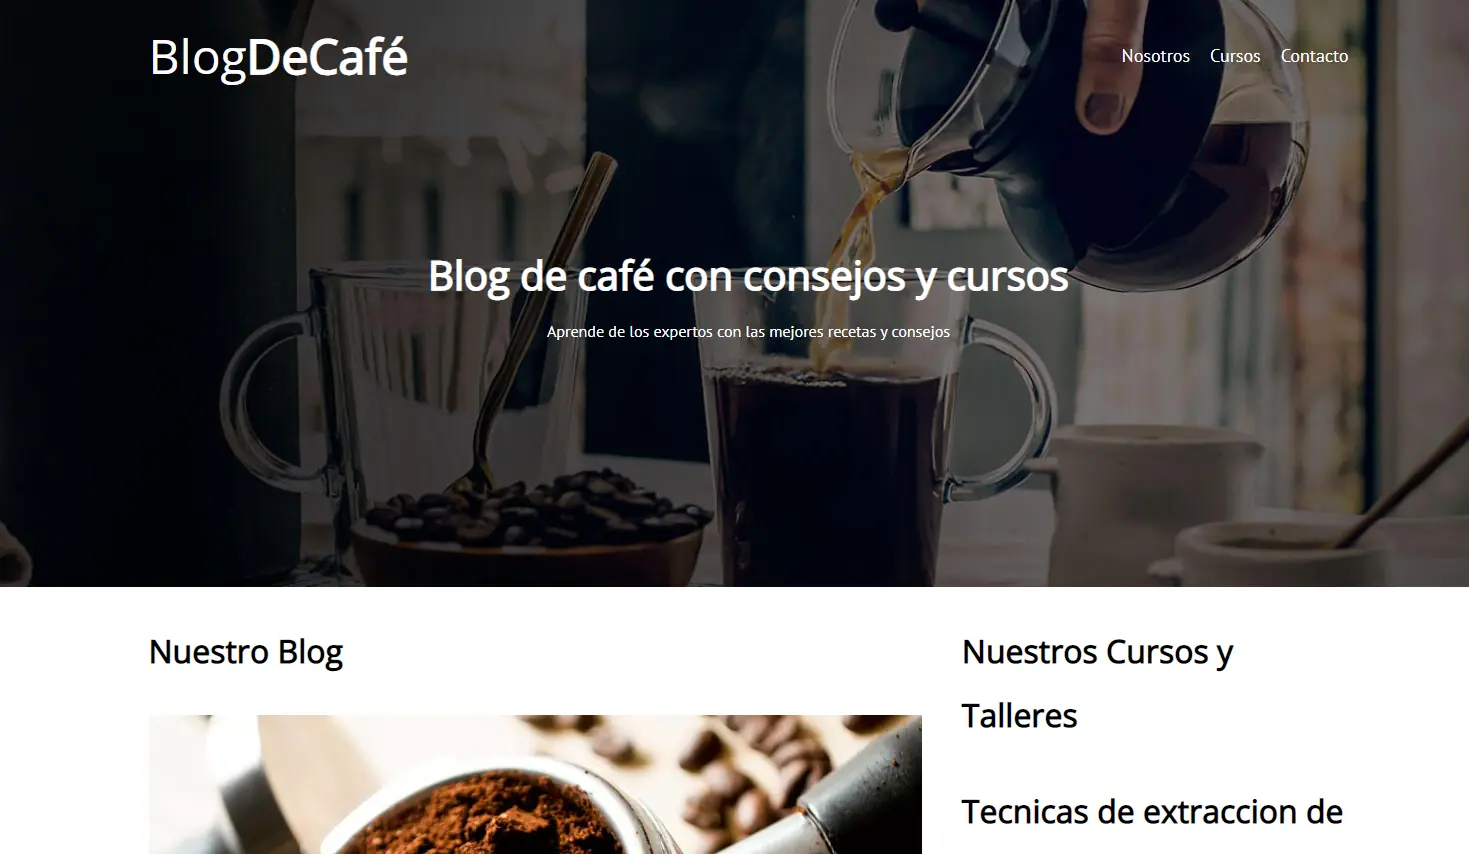 BlogDeCafé
Nosotros Cursos Contacto
Blog de café con consejos y cursos
Aprende de los expertos con las mejores recetas y consejos
Nuestro Blog
Nuestros Cursos y
Talleres
Tecnicas de extraccion de